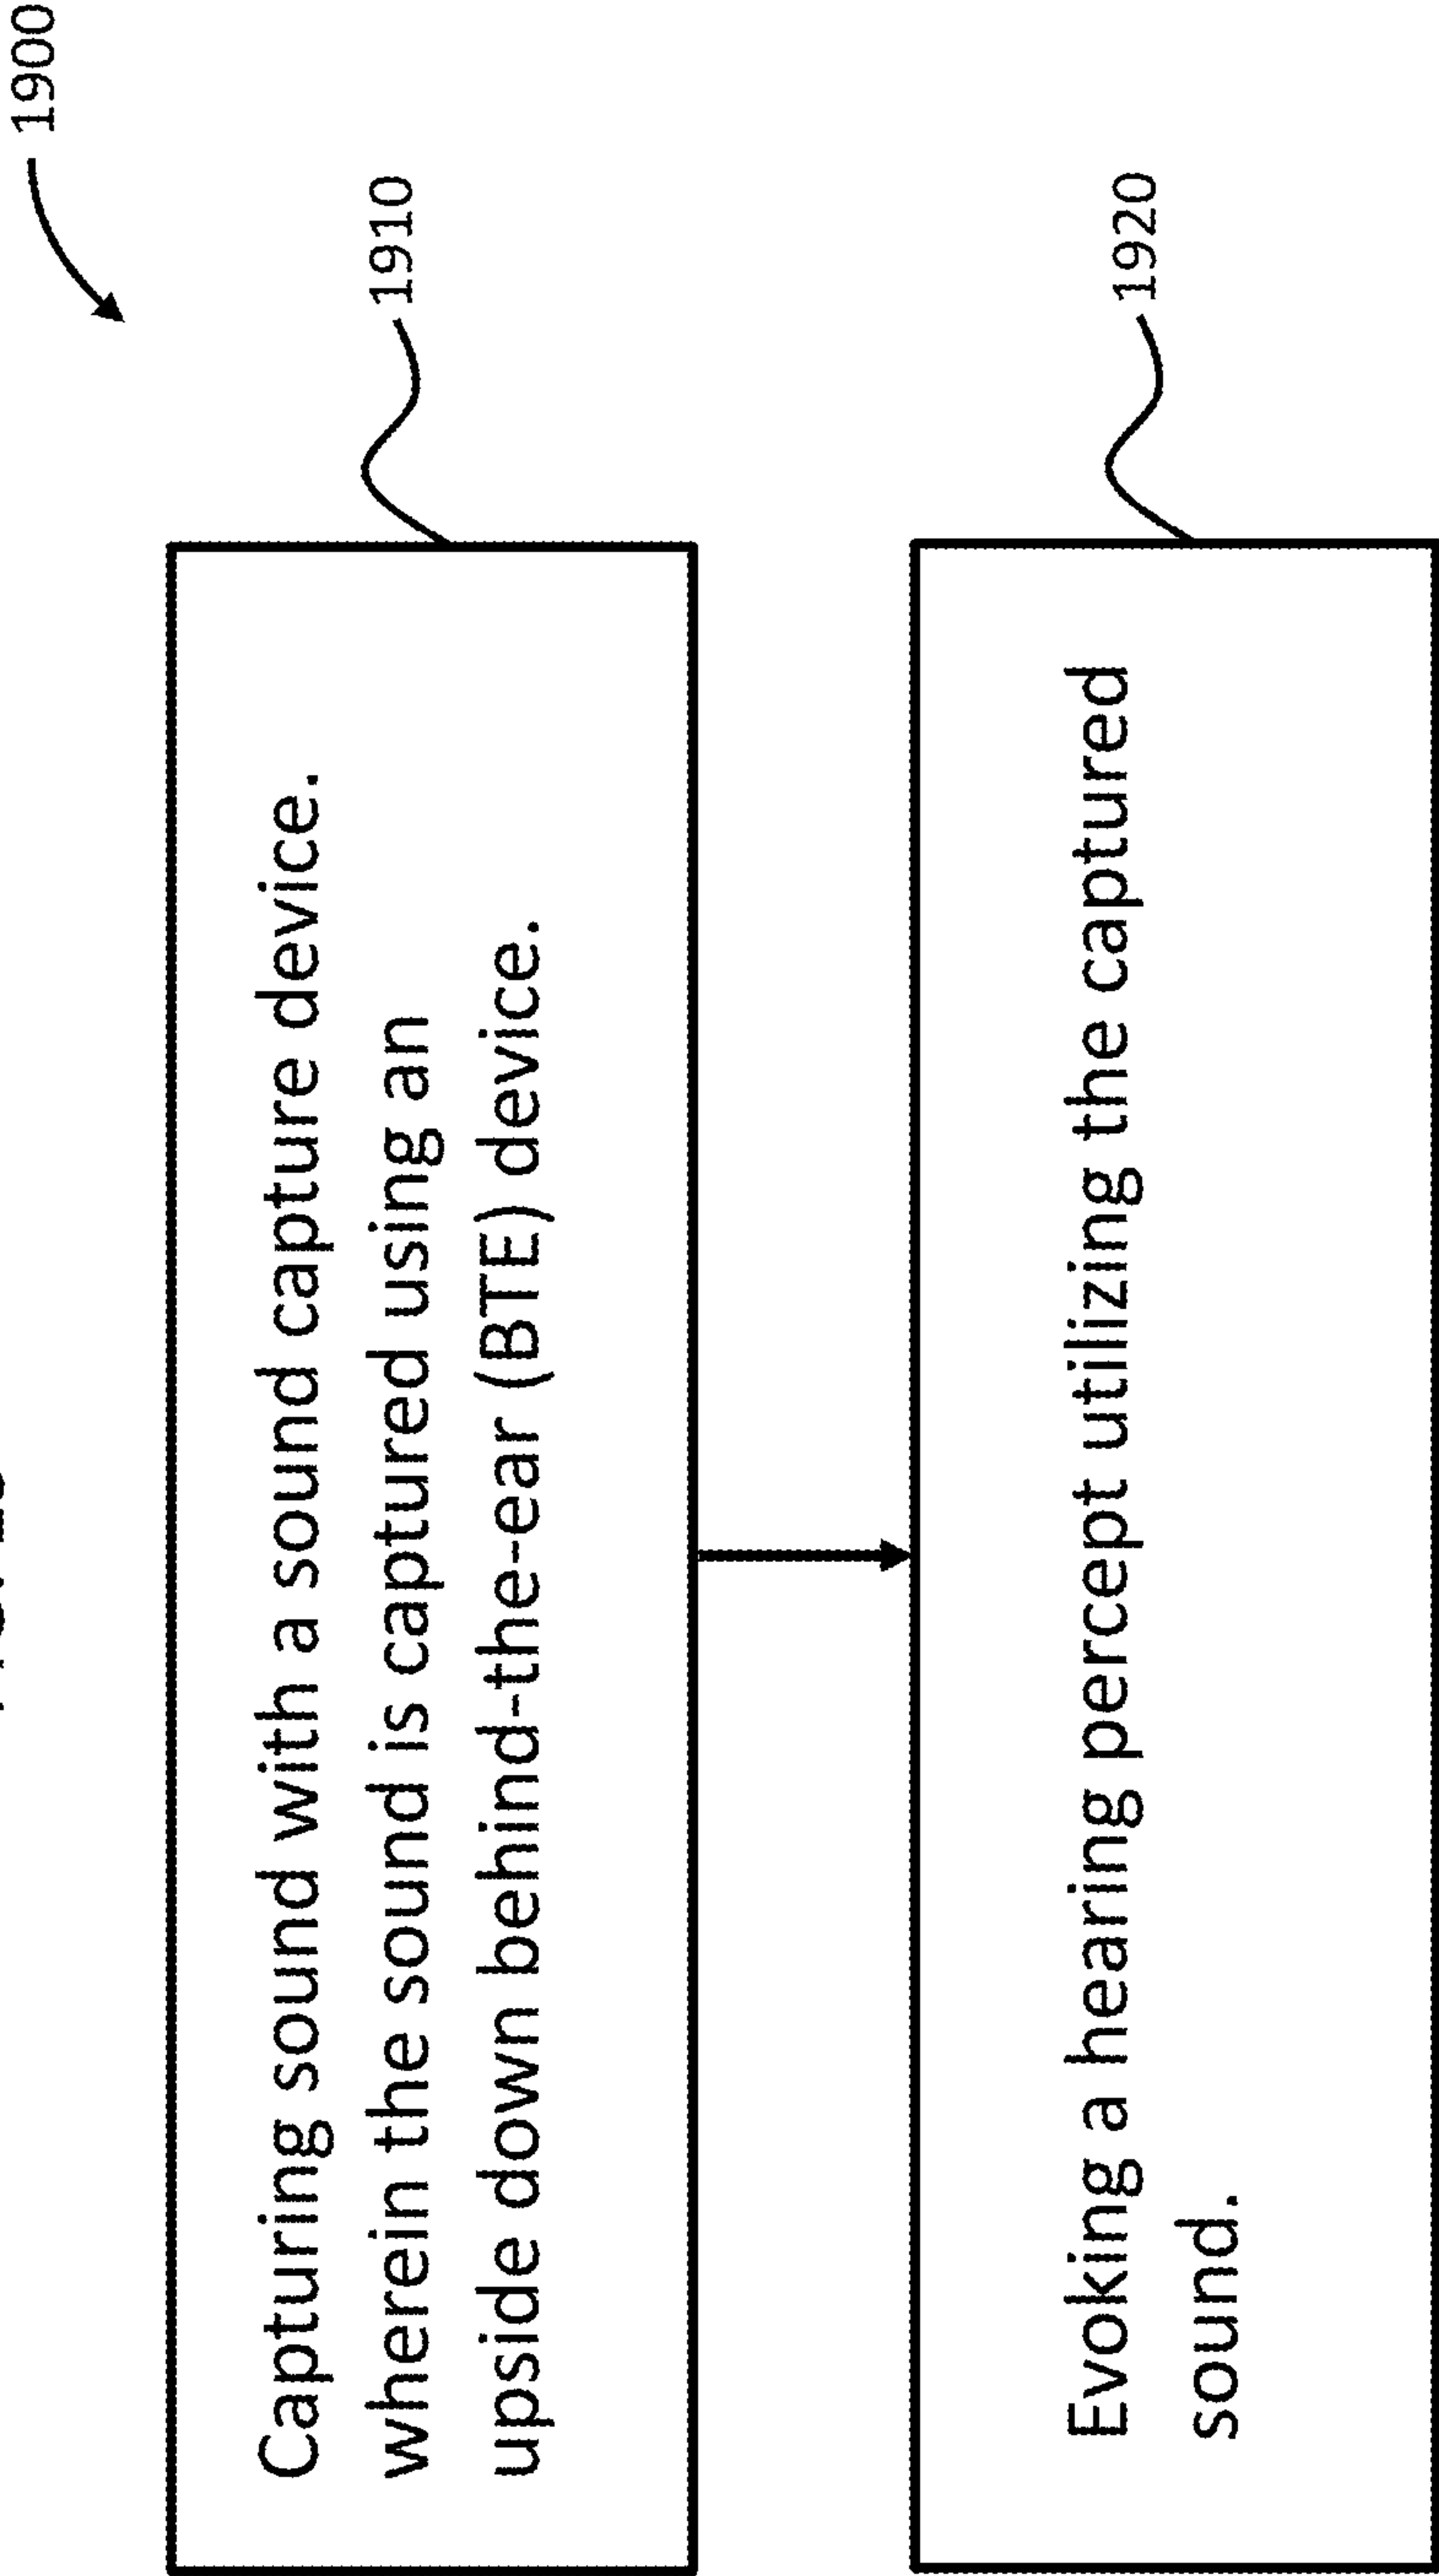 1900
Capturing sound with a sound capture device.
wherein the sound is captured using an
upside down behind-the-ear (BTE) device.
1910
Evoking a hearing percept utilizing the captured
sound.
1920